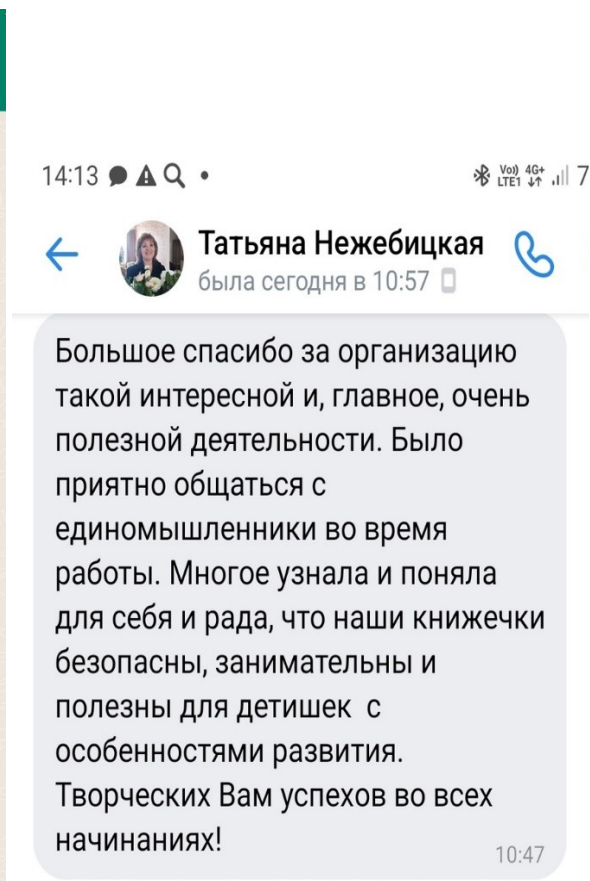 14:13
Vo)) 4G+
LTE1
7
Татьяна Нежебицкая
была сегодня в 10:57
Большое спасибо за организацию
такой интересной и, главное, очень
полезной деятельности. Было
приятно общаться с
единомышленники во время
работы. Многое узнала и поняла
для себя и рада, что наши книжечки
безопасны, занимательны и
полезны для детишек с
особенностями развития.
Творческих Вам успехов во всех
начинаниях!
10:47